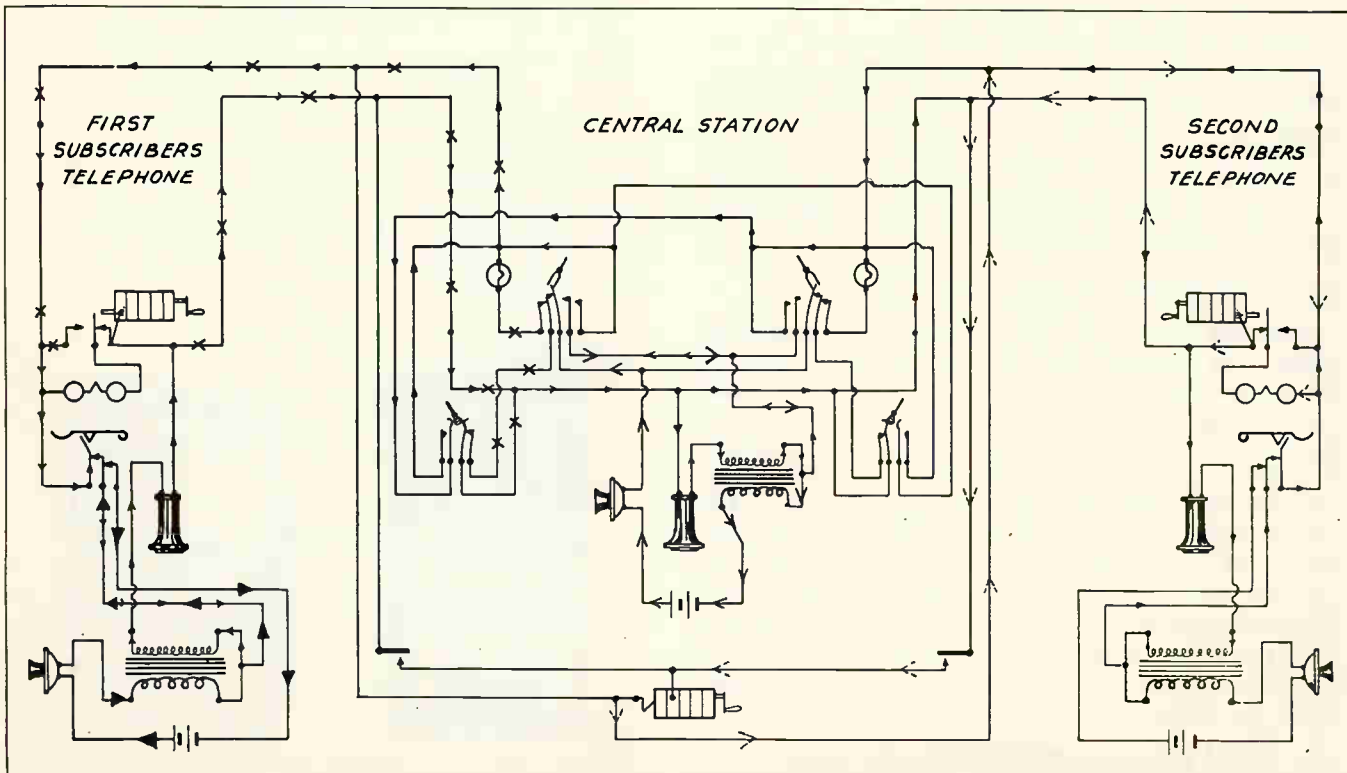 FIRST
SUBSCRIBERS
TELEPHONE
CENTRAL STATION
SECOND
SUBSCRIBERS
TELEPHONE